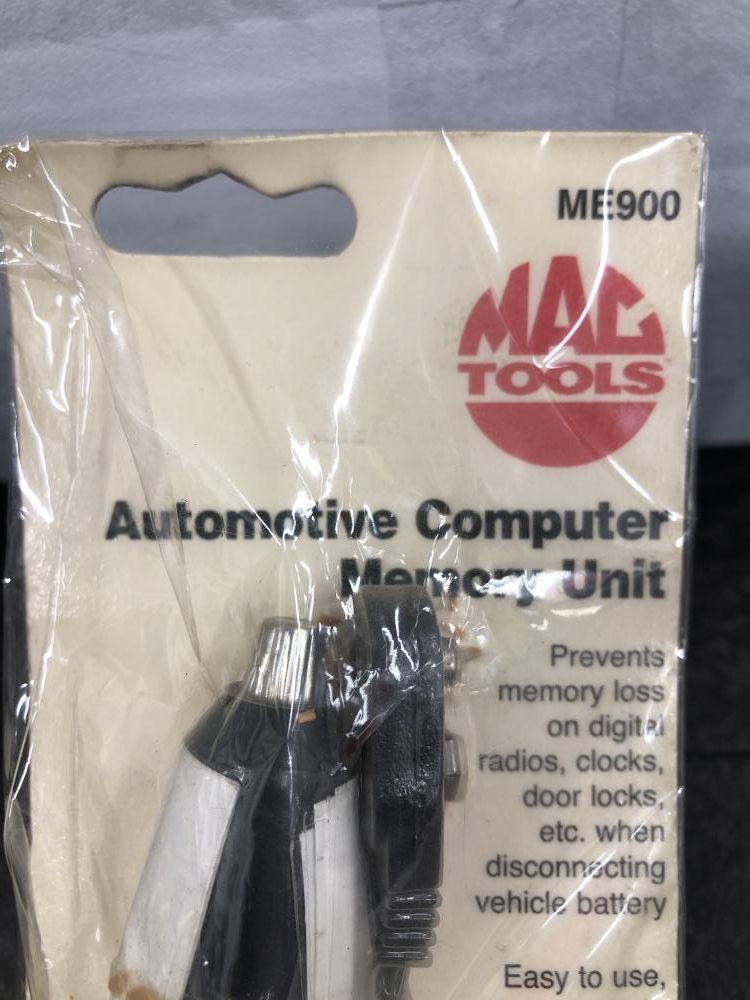 ME900
MAC
TOOLS
Automotive Computer
Memory Unit
Prevents
memory loss
on digital
radios, clocks,
door locks,
etc. when
disconnecting
vehicle battery
Easy to use,